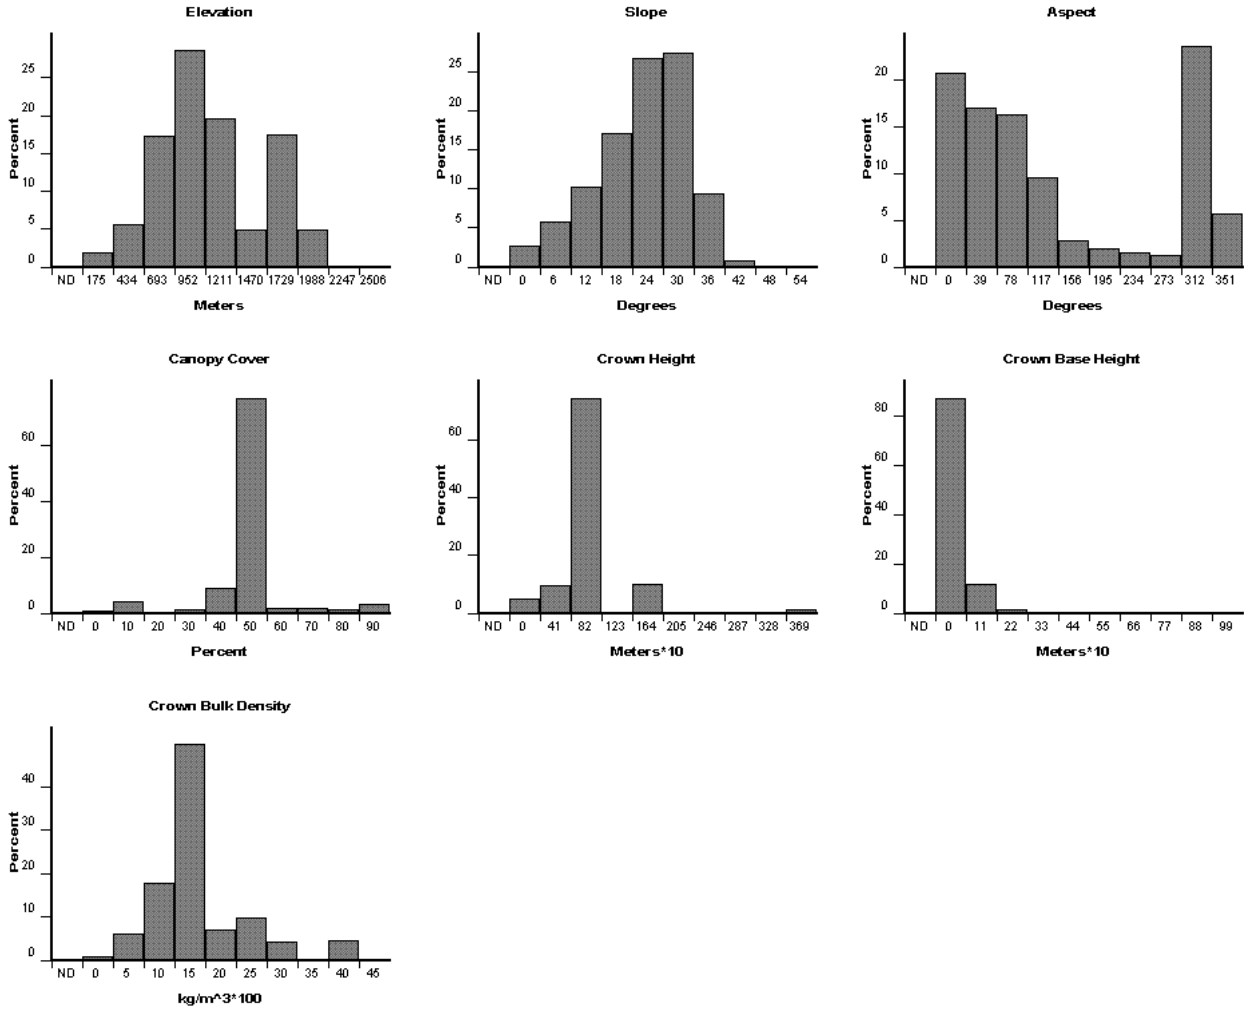 Elevation
Percent
25
20
15
10
5
0
ND 175 434 693 952 1211 1470 1729 1988 2247 2506
Meters
Slope
Percent
25
20
15
10
5
0
ND 0 6 12 18 24 30 36 42 48 54
Degrees
Aspect
Percent
20
15
10
5
0
ND 0 39 78 117 156 195 234 273 312 351
Degrees
Canopy Cover
Percent
60
40
20
0
ND 0 10 20 30 40 50 60 70 80 90
Percent
Crown Height
Percent
60
40
20
0
ND 0 41 82 123 164 205 246 287 328 369
Meters*10
Crown Base Height
Percent
80
60
40
20
0
ND 0 11 22 33 44 55 66 77 88 99
Meters*10
Crown Bulk Density
Percent
40
30
20
10
0
ND 0 5 10 15 20 25 30 35 40 45
kg/m^3*100